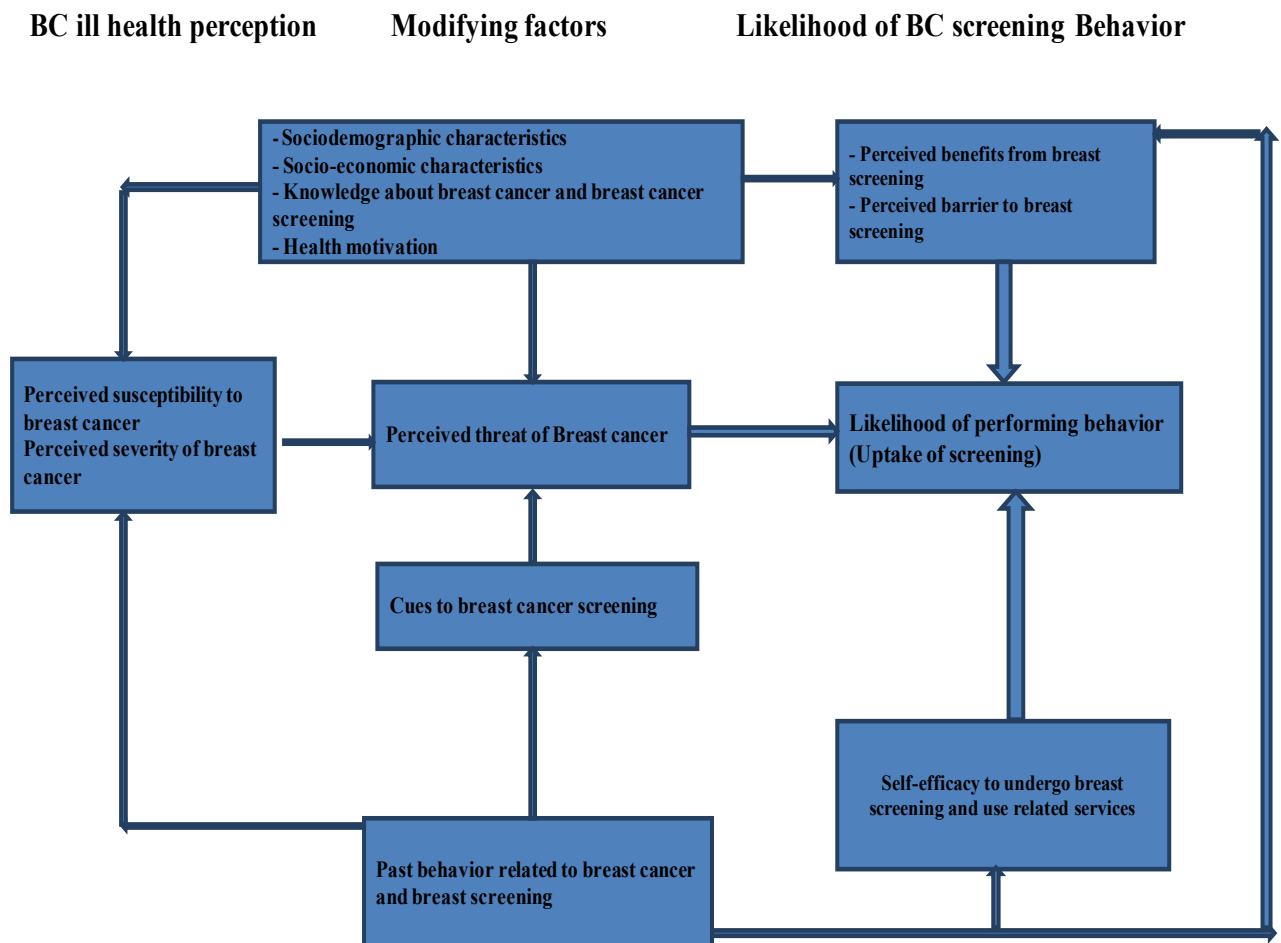 BC ill health perception
Modifying factors
Likelihood of BC screening Behavior
- Sociodemographic characteristics
- Socio-economic characteristics
- Knowledge about breast cancer and breast cancer
screening
- Health motivation
- Perceived benefits from breast
screening
- Perceived barrier to breast
screening
Perceived susceptibility to
breast cancer
Perceived severity of breast
cancer
Perceived threat of Breast cancer
Likelihood of performing behavior
(Uptake of screening)
Cues to breast cancer screening
Self-efficacy to undergo breast
screening and use related services
Past behavior related to breast cancer
and breast screening